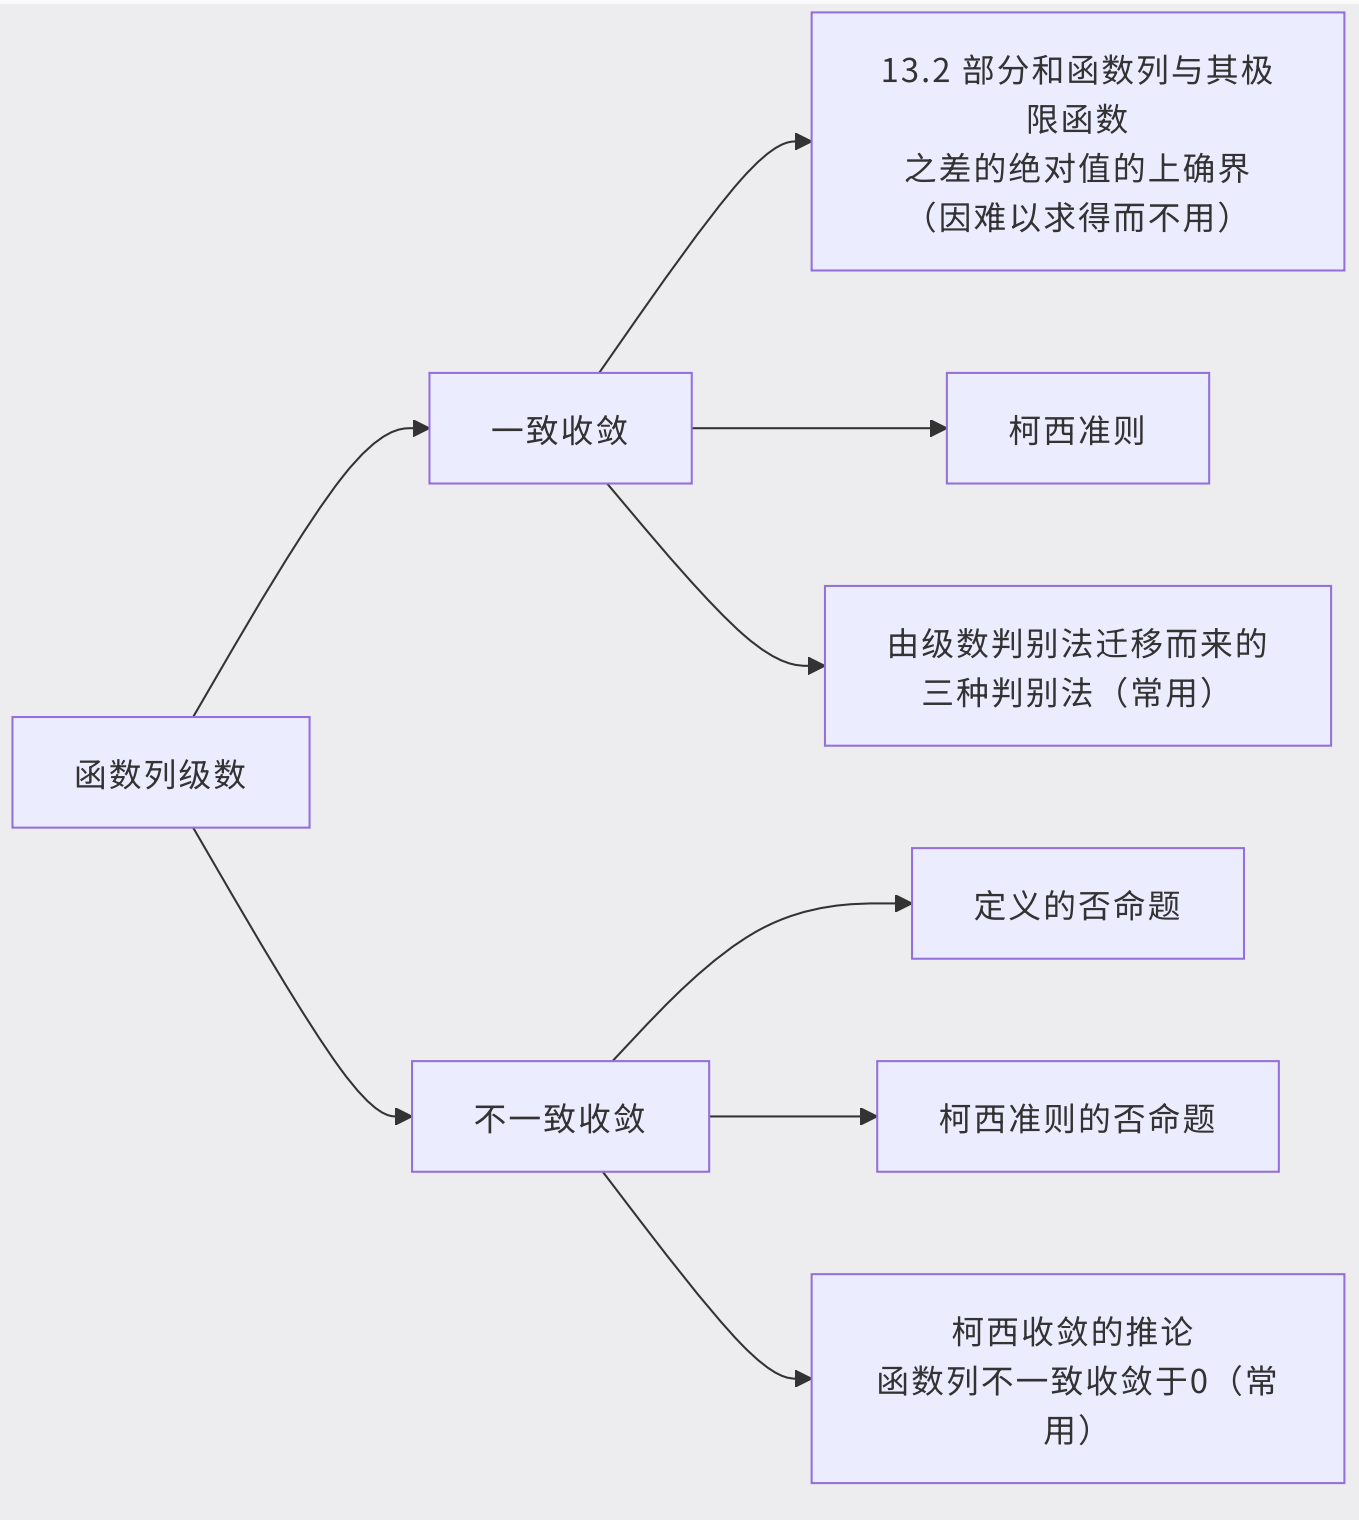 13.2 部分和函数列与其极
限函数
之差的绝对值的上确界
（因难以求得而不用）
一致收敛
柯西准则
由级数判别法迁移而来的
三种判别法（常用）
函数列级数
定义的否命题
不一致收敛
柯西准则的否命题
柯西收敛的推论
函数列不一致收敛于0（常
用）